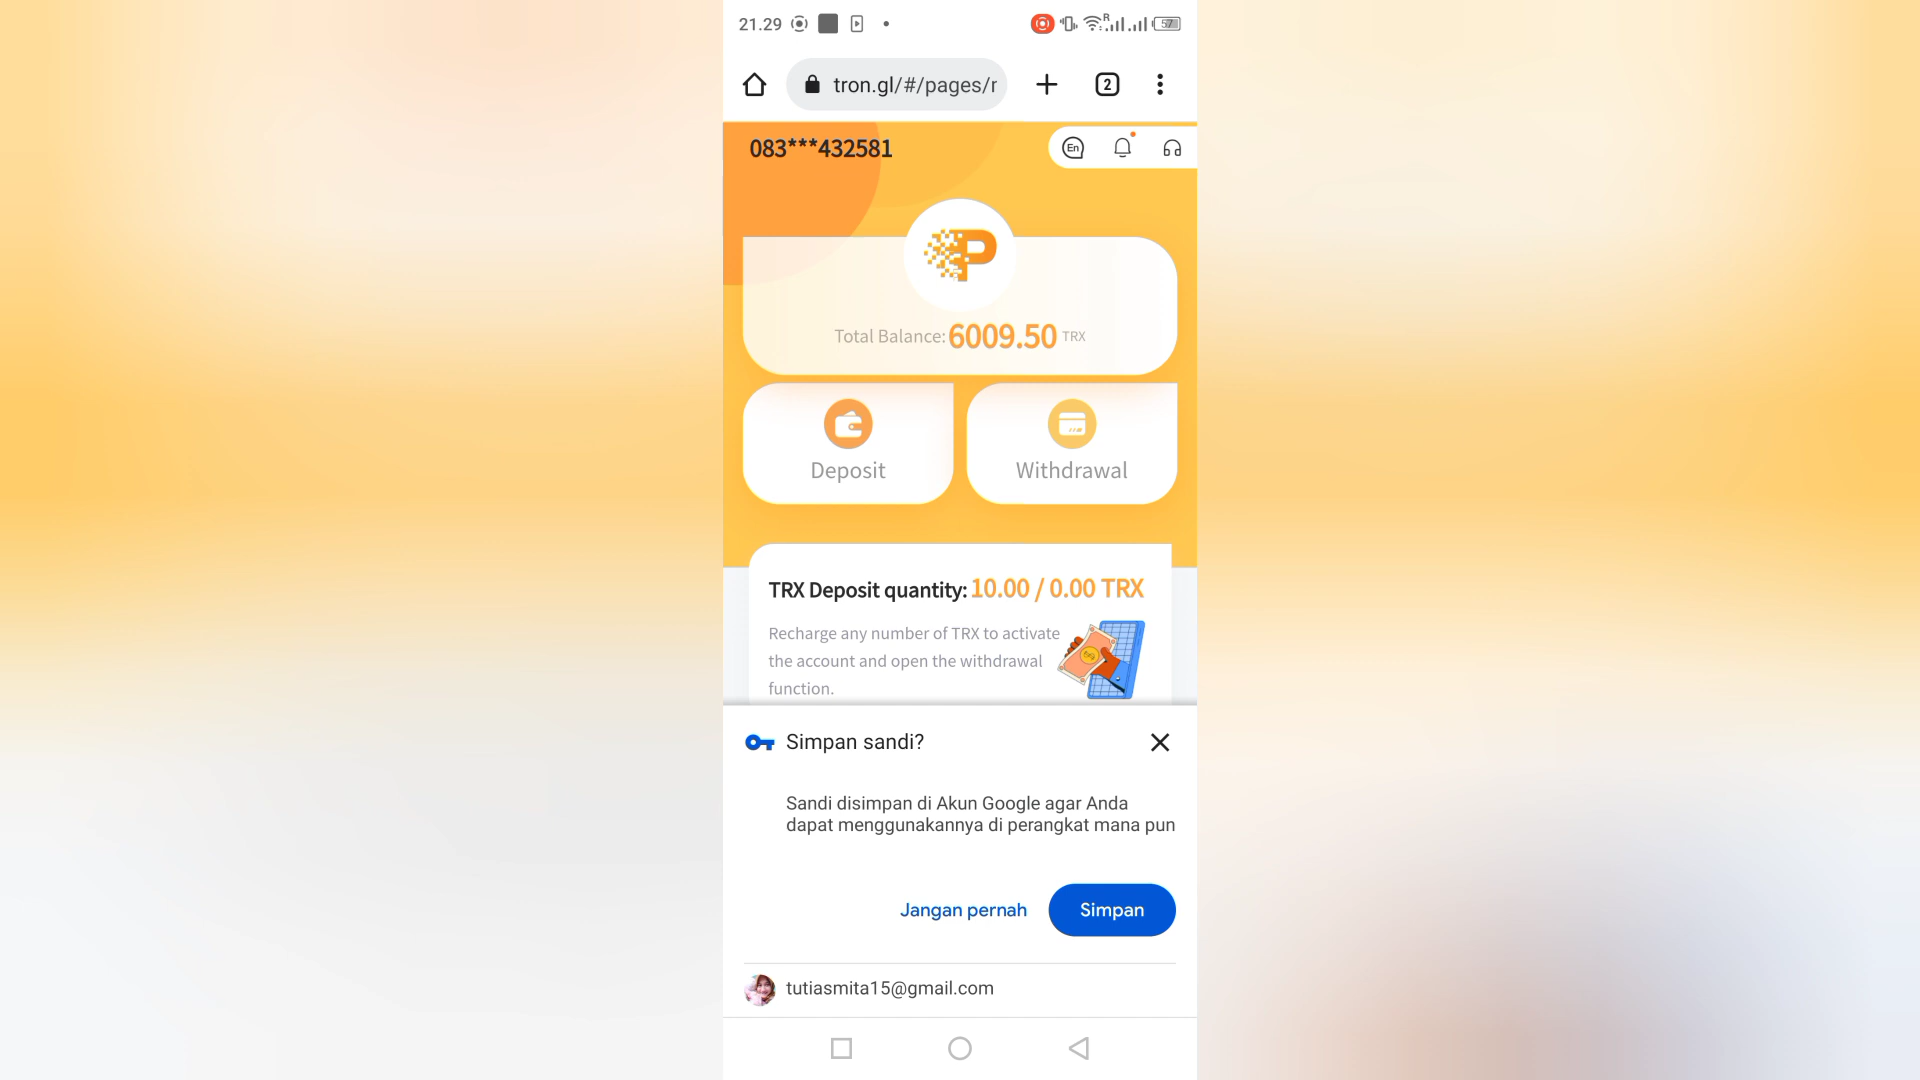 21.29
R
57
tron.gl/#/pages/r
2
083***432581
En
Total Balance: 6009.50 TRX
Deposit
Withdrawal
TRX Deposit quantity: 10.00 / 0.00 TRX
Recharge any number of TRX to activate
the account and open the withdrawal
function.
Simpan sandi?
Sandi disimpan di Akun Google agar Anda
dapat menggunakannya di perangkat mana pun
Jangan pernah
Simpan
tutiasmita15@gmail.com